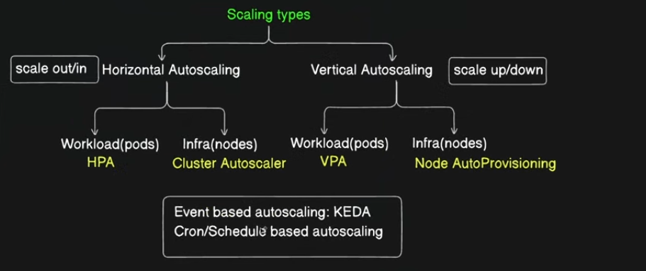 Scaling types
scale out/in
Horizontal Autoscaling
Vertical Autoscaling
scale up/down
Workload(pods)
HPA
Infra(nodes)
Cluster Autoscaler
Workload(pods)
VPA
Infra(nodes)
Node AutoProvisioning
Event based autoscaling: KEDA
Cron/Schedule based autoscaling